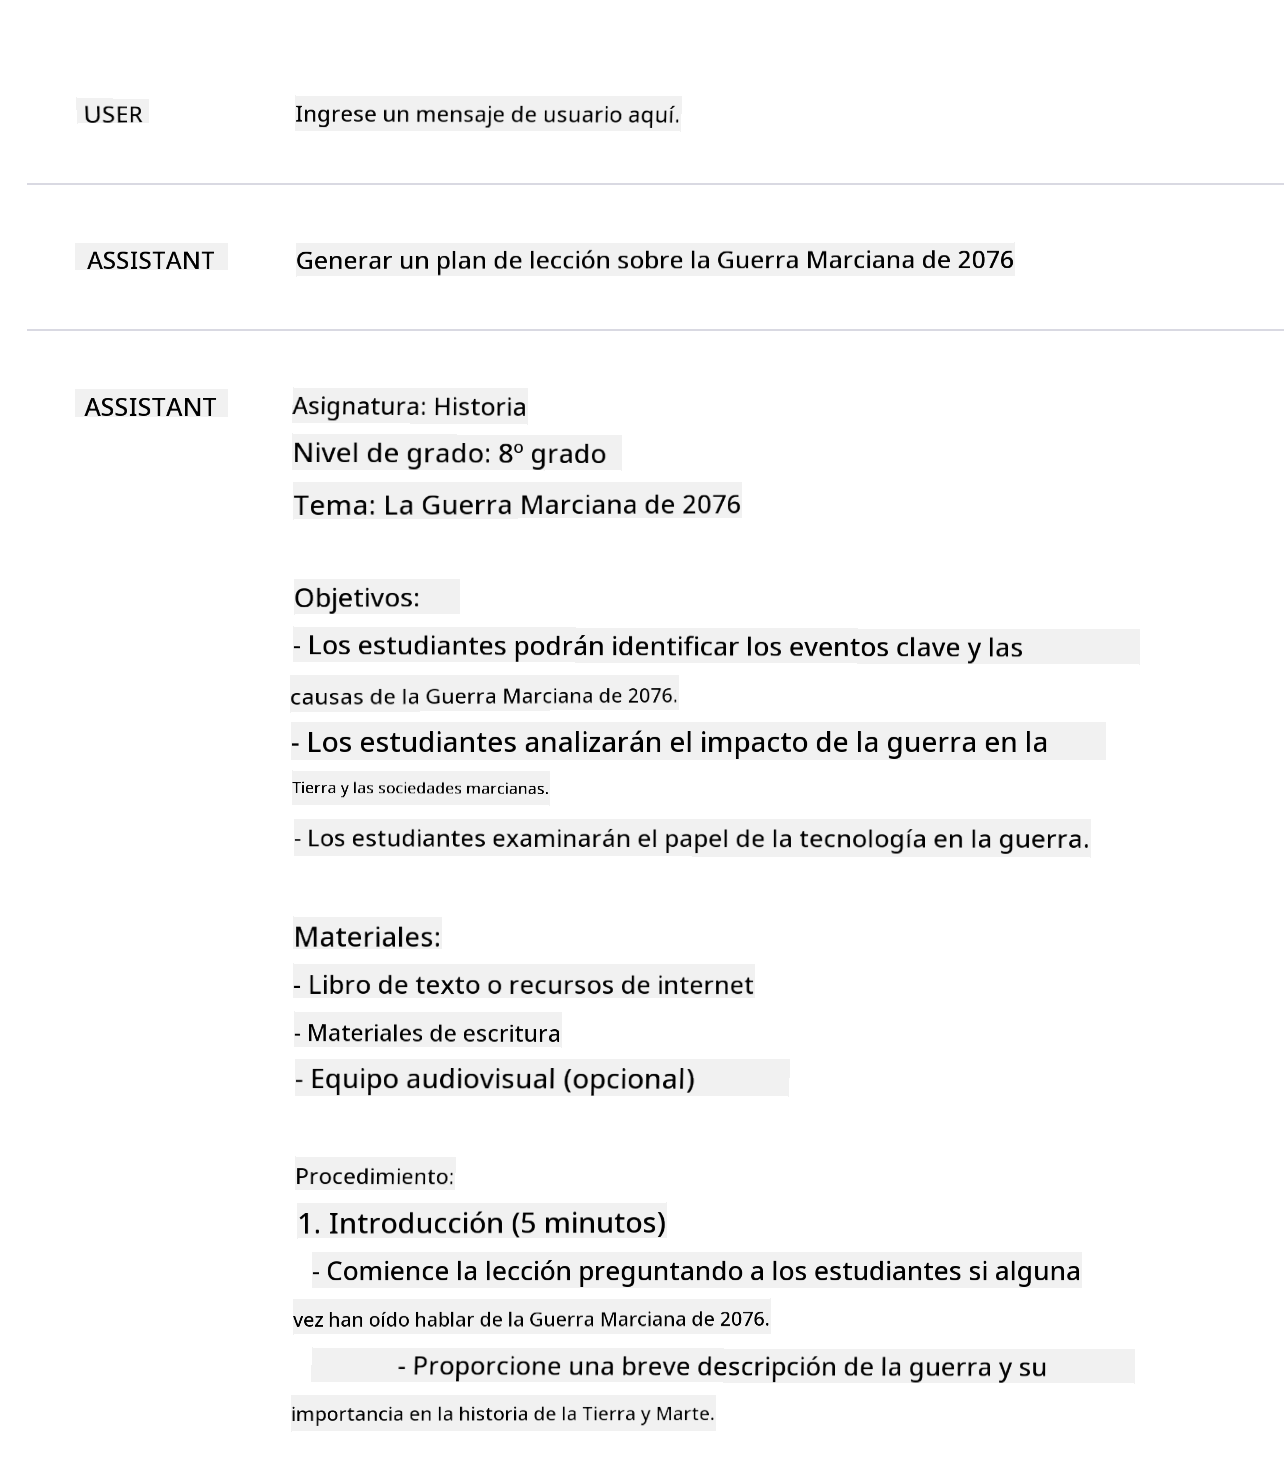 USER
Ingrese un mensaje de usuario aquí.
ASSISTANT
Generar un plan de lección sobre la Guerra Marciana de 2076
ASSISTANT
Asignatura: Historia
Nivel de grado: 8º grado
Tema: La Guerra Marciana de 2076
Objetivos:
- Los estudiantes podrán identificar los eventos clave y las
causas de la Guerra Marciana de 2076.
- Los estudiantes analizarán el impacto de la guerra en la
Tierra y las sociedades marcianas.
- Los estudiantes examinarán el papel de la tecnología en la guerra.
Materiales:
- Libro de texto o recursos de internet
- Materiales de escritura
- Equipo audiovisual (opcional)
Procedimiento:
1. Introducción (5 minutos)
- Comience la lección preguntando a los estudiantes si alguna
vez han oído hablar de la Guerra Marciana de 2076.
- Proporcione una breve descripción de la guerra y su
importancia en la historia de la Tierra y Marte.